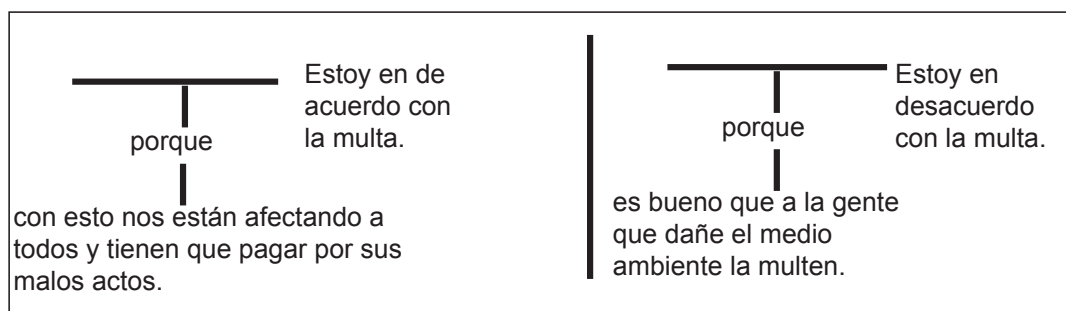 Estoy en de
acuerdo con
la multa.
porque
con esto nos están afectando a
todos y tienen que pagar por sus
malos actos.
Estoy en
desacuerdo
con la multa.
porque
es bueno que a la gente
que dañe el medio
ambiente la multen.